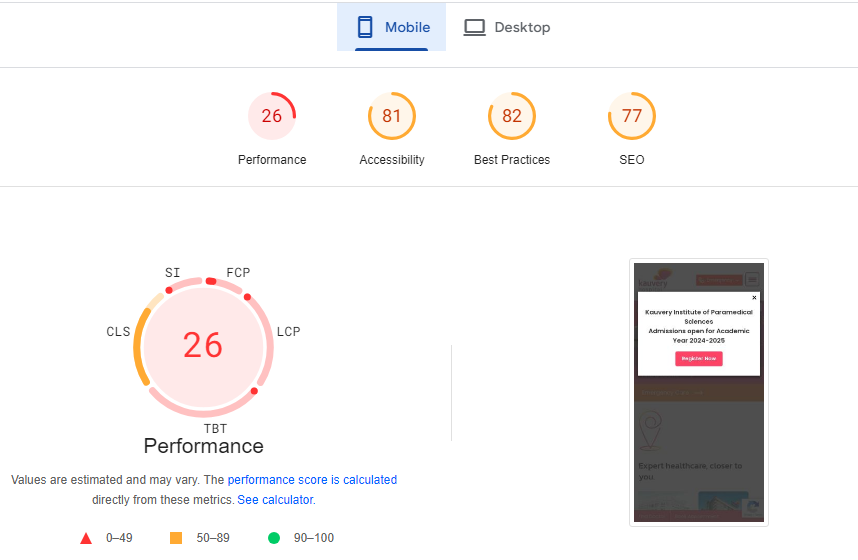 Mobile
Desktop
26
81
82
77
Performance
Accessibility
Best Practices
SEO
SI
FCP
CLS
LCP
26
TBT
Performance
Values are estimated and may vary. The performance score is calculated
directly from these metrics. See calculator.
0–49
50–89
90–100
kauvery
×
Kauvery Institute of Paramedical
Sciences
Admissions open for Academic
Year 2024-2025
Register Now
Expert healthcare, closer to
you